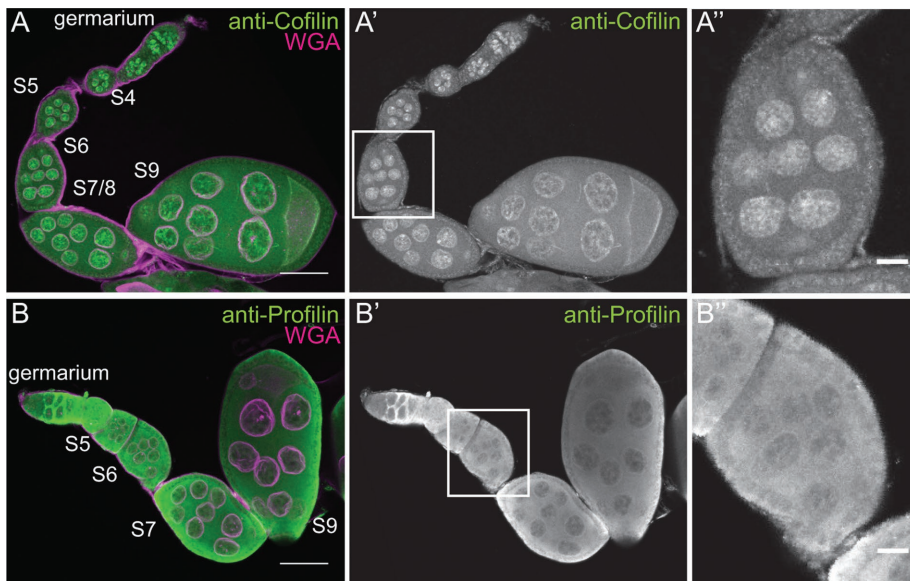 A
germarium
anti-Cofilin
WGA
S4
S5
S6
S7/8
S9
A'
anti-Cofilin
A''
B
anti-Profilin
WGA
germarium
S5
S6
S7
S9
B'
anti-Profilin
B''